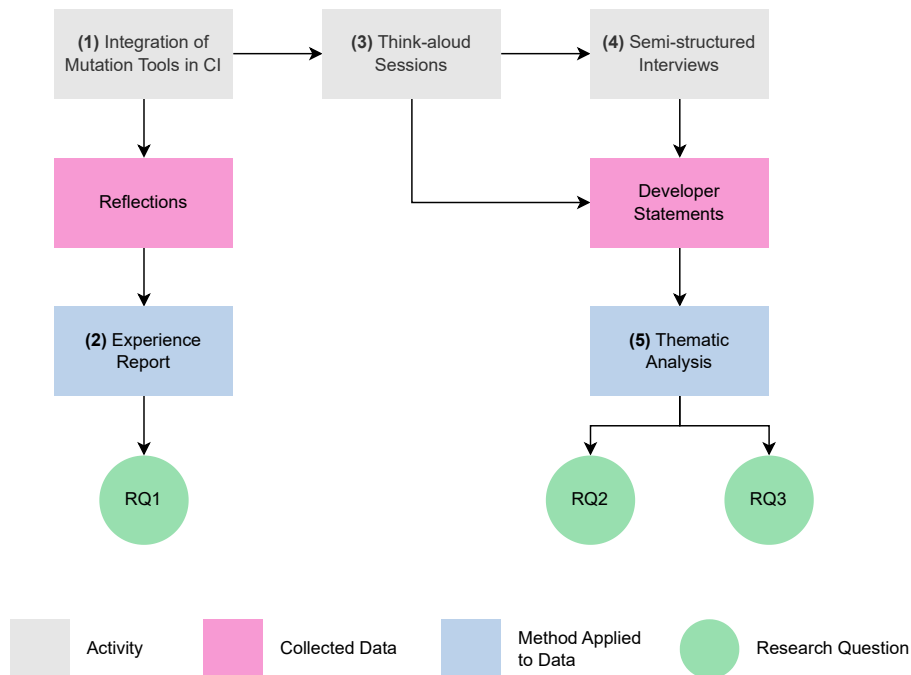 (1) Integration of
Mutation Tools in CI
(3) Think-aloud
Sessions
(4) Semi-structured
Interviews
Reflections
Developer
Statements
(2) Experience
Report
(5) Thematic
Analysis
RQ1
RQ2
RQ3
Activity
Collected Data
Method Applied
to Data
Research Question